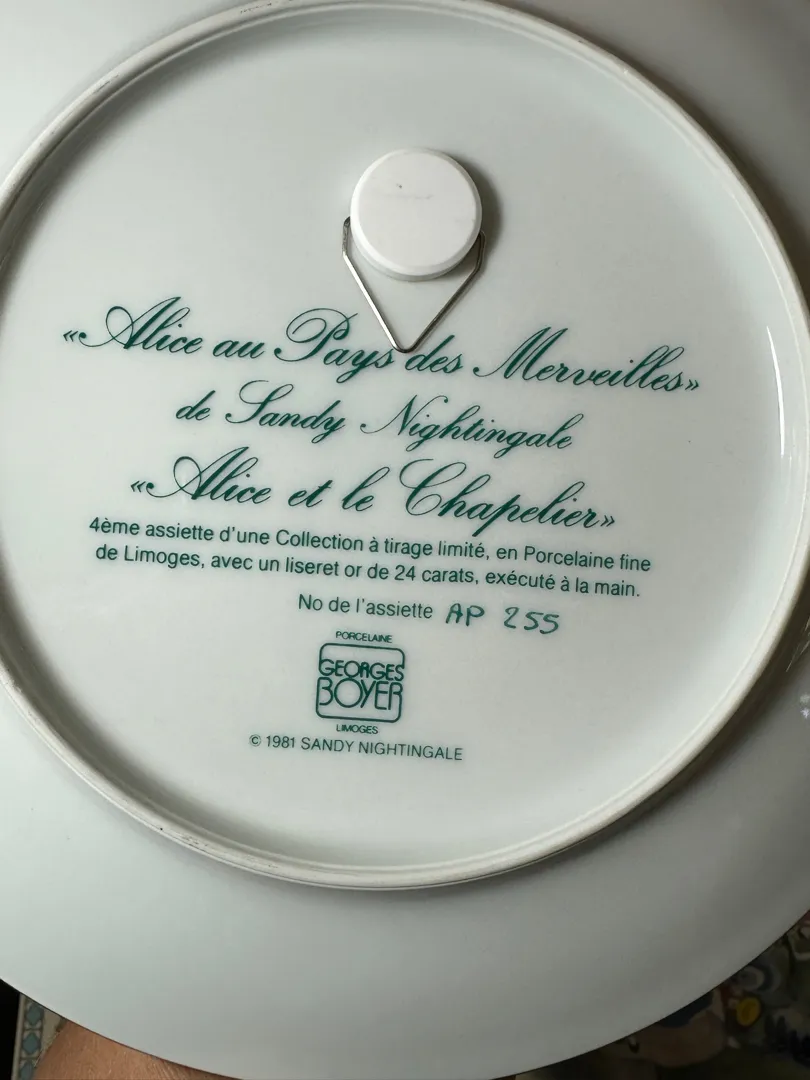 «Alice au Pays des Merveilles»
de Sandy Nightingale
«Alice et le Chapelier»
4ème assiette d'une Collection à tirage limité, en Porcelaine fine
de Limoges, avec un liseret or de 24 carats, exécuté à la main.
No de l'assiette AP 255
PORCELAINE
GEORGES
BOYER
LIMOGES
© 1981 SANDY NIGHTINGALE